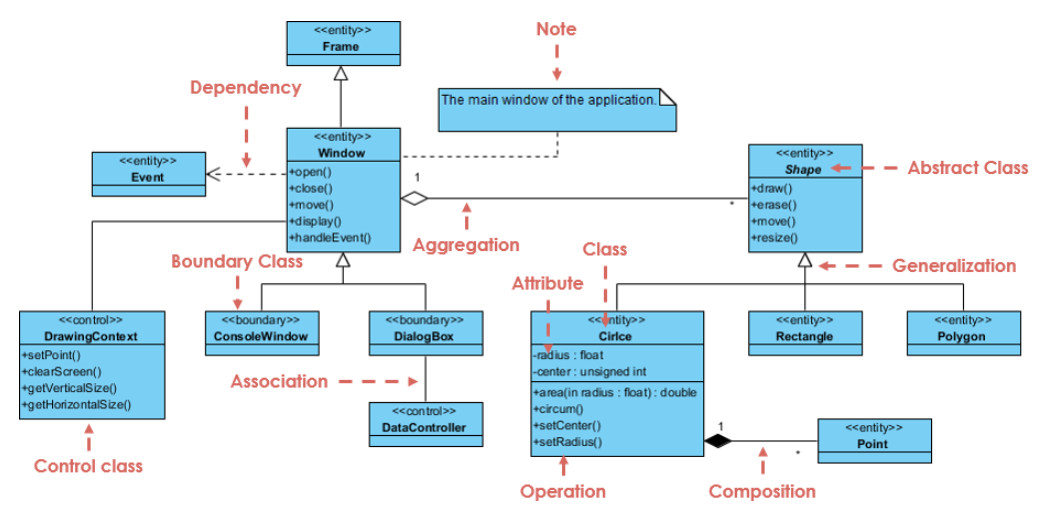 <<entity>>
Frame
Note
Dependency
The main window of the application.
<<entity>>
Window
+open()
+close()
+move()
+display()
+handleEvent()
<<entity>>
Event
1
*
Aggregation
<<entity>>
Shape
+draw()
+erase()
+move()
+resize()
Abstract Class
Generalization
Boundary Class
Class
Attribute
<<control>>
DrawingContext
+setPoint()
+clearScreen()
+getVerticalSize()
+getHorizontalSize()
Control class
<<boundary>>
ConsoleWindow
<<boundary>>
DialogBox
Association
<<control>>
DataController
<<entity>>
Cirlce
-radius : float
-center : unsigned int
+area(in radius : float) : double
+circum()
+setCenter()
+setRadius()
Operation
<<entity>>
Rectangle
<<entity>>
Polygon
1
*
Composition
<<entity>>
Point